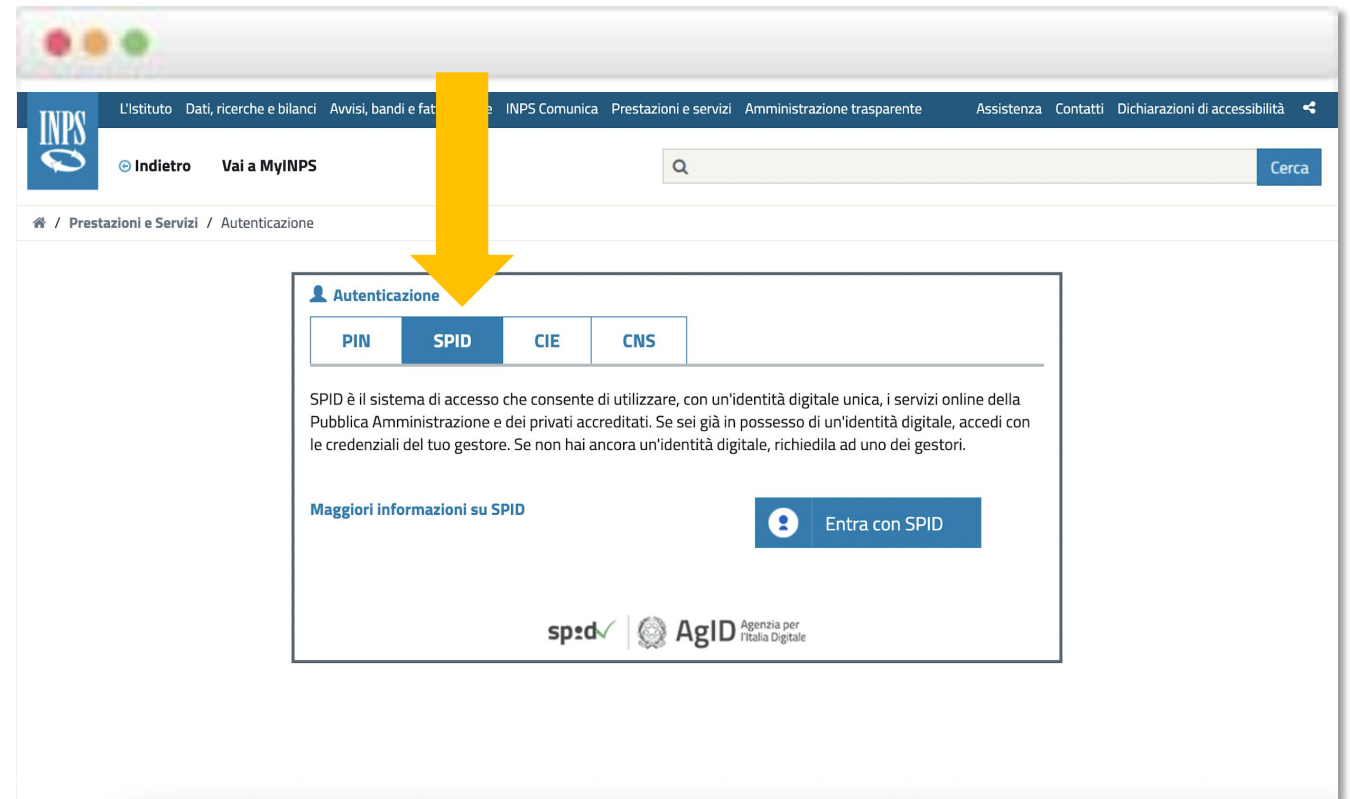 L'Istituto Dati, ricerche e bilanci Avvisi, bandi e fat e INPS Comunica Prestazioni e servizi Amministrazione trasparente Assistenza Contatti Dichiarazioni di accessibilità
INPS
Indietro Vai a MyINPS Cerca
/ Prestazioni e Servizi / Autenticazione
Autenticazione
PIN SPID CIE CNS
SPID è il sistema di accesso che consente di utilizzare, con un'identità digitale unica, i servizi online della
Pubblica Amministrazione e dei privati accreditati. Se sei già in possesso di un'identità digitale, accedi con
le credenziali del tuo gestore. Se non hai ancora un'identità digitale, richiedila ad uno dei gestori.
Maggiori informazioni su SPID
Entra con SPID
spid AgID Agenzia per
l'Italia Digitale